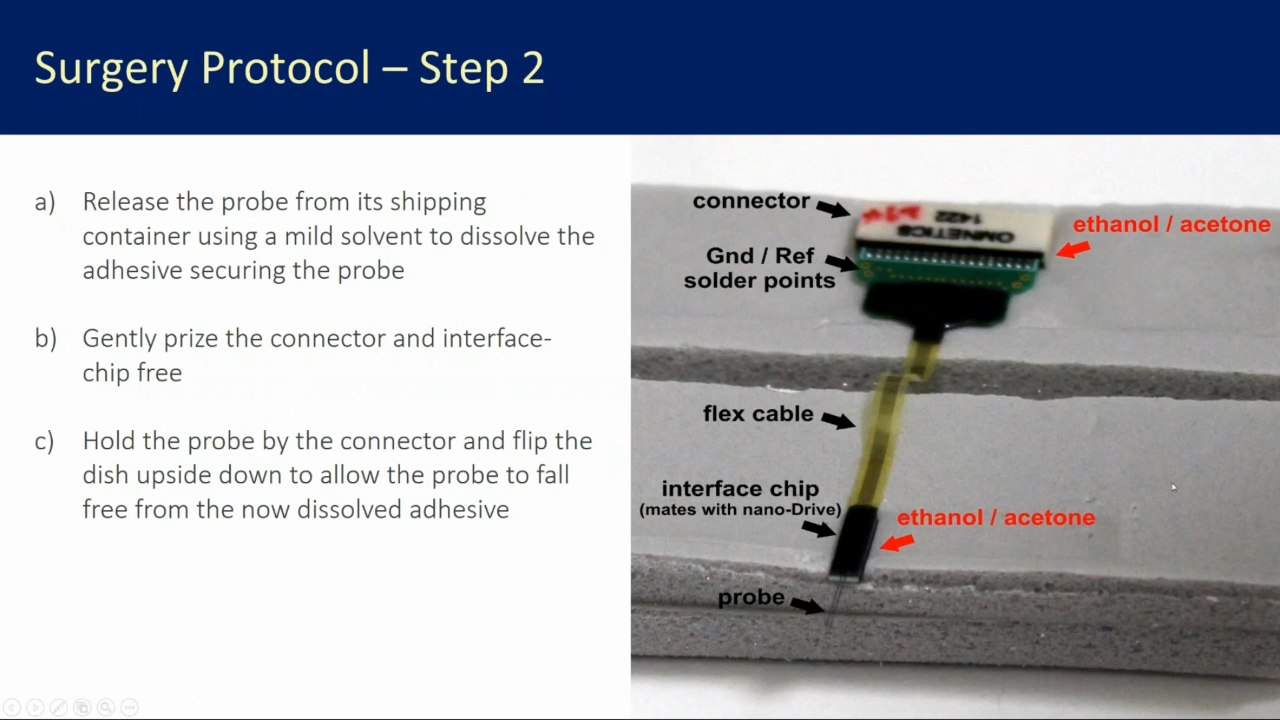 Surgery Protocol – Step 2
a) Release the probe from its shipping
container using a mild solvent to dissolve the
adhesive securing the probe
b) Gently prize the connector and interface-
chip free
c) Hold the probe by the connector and flip the
dish upside down to allow the probe to fall
free from the now dissolved adhesive
connector
1422
OMNETICS
ethanol / acetone
Gnd / Ref
solder points
flex cable
interface chip
(mates with nano-Drive)
ethanol / acetone
probe